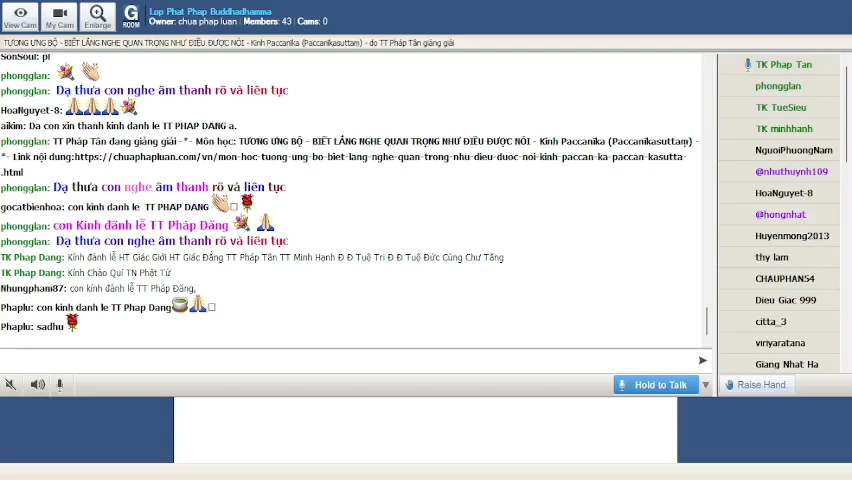 Lop Phat Phap Buddhadhamma
Owner: chua phap luan | Members: 43 | Cams: 0
View Cam
My Cam
Enlarge
G
ROOM
TƯƠNG ƯNG BỘ - BIẾT LẮNG NGHE QUAN TRỌNG NHƯ ĐIỀU ĐƯỢC NÓI - Kinh Paccanika (Paccanikasuttaṃ) - do TT Pháp Tân giảng giải
SonSoul: pl
phongglan:
phongglan: Dạ thưa con nghe âm thanh rõ và liên tục
HoaNguyet-8:
aikim: Da con xin thanh kinh danh le TT PHAP DANG a.
phongglan: TT Pháp Tân đang giảng giải -*- Môn học: TƯƠNG ƯNG BỘ - BIẾT LẮNG NGHE QUAN TRỌNG NHƯ ĐIỀU ĐƯỢC NÓI - Kinh Paccanika (Paccanikasuttaṃ) -
*- Link nội dung:https://chuaphapluan.com/vn/mon-hoc-tuong-ung-bo-biet-lang-nghe-quan-trong-nhu-dieu-duoc-noi-kinh-paccan-ka-paccan-kasutta-
.html
phongglan: Dạ thưa con nghe âm thanh rõ và liên tục
gocatbienhoa: con kinh danh le TT PHAP DANG
phongglan: con Kính đãnh lễ TT Pháp Đăng
phongglan: Dạ thưa con nghe âm thanh rõ và liên tục
TK Phap Dang: Kính đảnh lễ HT Giác Giới HT Giác Đẳng TT Pháp Tân TT Minh Hạnh Đ Đ Tuệ Tri Đ Đ Tuệ Đức Cùng Chư Tăng
TK Phap Dang: Kính Chào Quí TN Phật Tử
Nhungpham87: con kính đảnh lễ TT Pháp Đăng,
Phaplu: con kinh danh le TT Phap Dang
Phaplu: sadhu
Hold to Talk
TK Phap Tan
phongglan
TK TueSieu
TK minhhanh
NguoiPhuongNam
@nhuthuynh109
HoaNguyet-8
@hongnhat
Huyenmong2013
thy lam
CHAUPHAN54
Dieu Giac 999
citta_3
viriyaratana
Giang Nhat Ha
Raise Hand